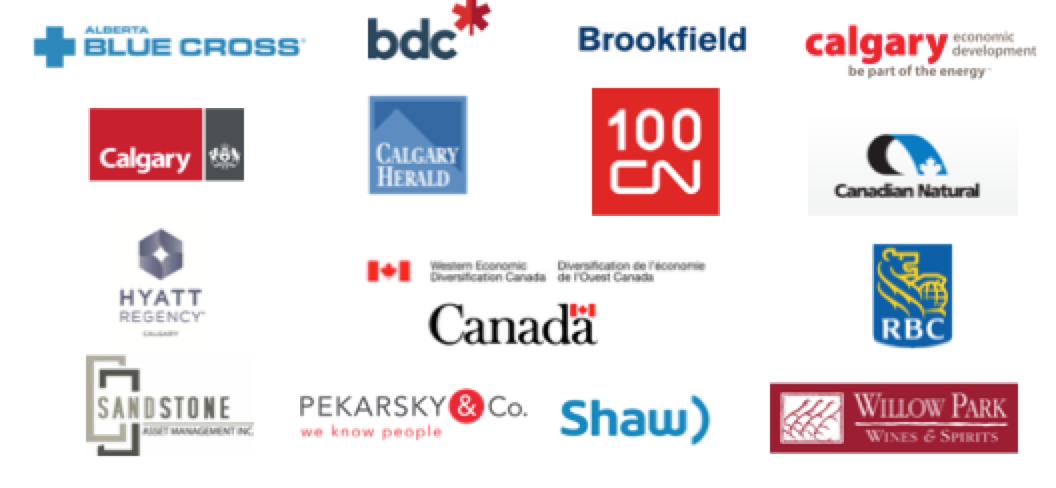 ALBERTA
BLUE CROSS®
bdc
Brookfield
calgary economic development
be part of the energy™
Calgary
CALGARY
HERALD
100
CN
Canadian Natural
HYATT
REGENCY™
CALGARY
Western Economic
Diversification Canada
Diversification de l'économie
de l'Ouest Canada
Canada
RBC
SANDSTONE
ASSET MANAGEMENT INC.
PEKARSKY & Co.
we know people
Shaw)
WILLOW PARK
WINES & SPIRITS